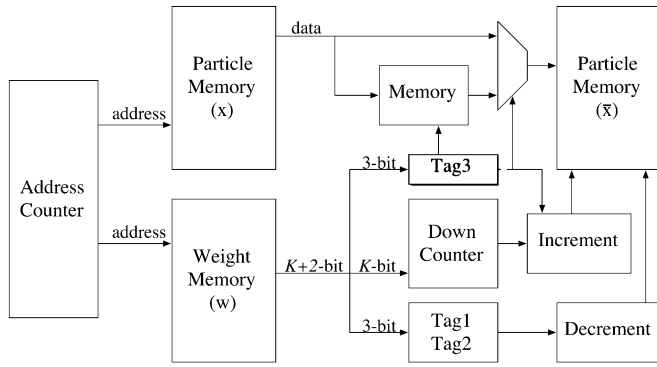 data
Particle
Memory
(x)
Particle
Memory
(x̄)
Memory
address
3-bit
Tag3
Address
Counter
address
Weight
Memory
(w)
K+2-bit
K-bit
Down
Counter
Increment
3-bit
Tag1
Tag2
Decrement